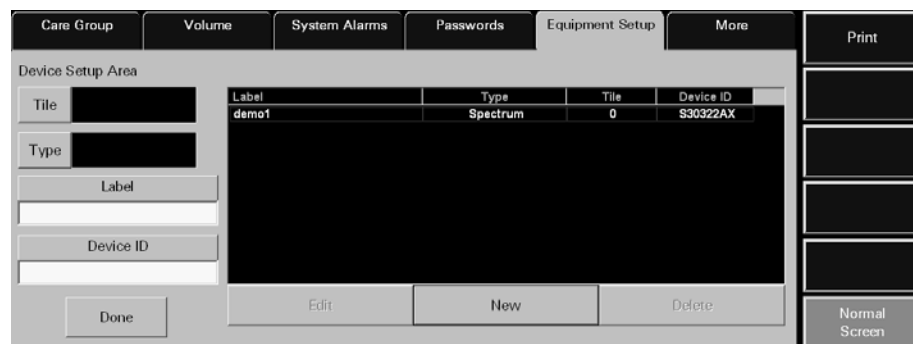 Care Group Volume System Alarms Passwords Equipment Setup More
Print
Device Setup Area
Tile
Type
Label
Device ID
Done
Label Type Tile Device ID
demo1 Spectrum 0 S30322AX
Edit New Delete
Normal
Screen